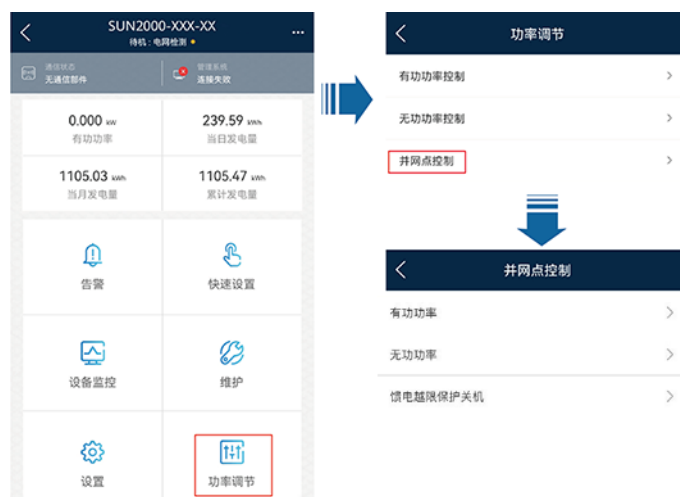 SUN2000-XXX-XX
待机：电网检测
通信状态
无通信部件
管理系统
连接失败
0.000 kW
有功功率
239.59 kWh
当日发电量
1105.03 kWh
当月发电量
1105.47 kWh
累计发电量
告警
快速设置
设备监控
维护
设置
功率调节
功率调节
有功功率控制
无功功率控制
并网点控制
并网点控制
有功功率
无功功率
馈电越限保护关机